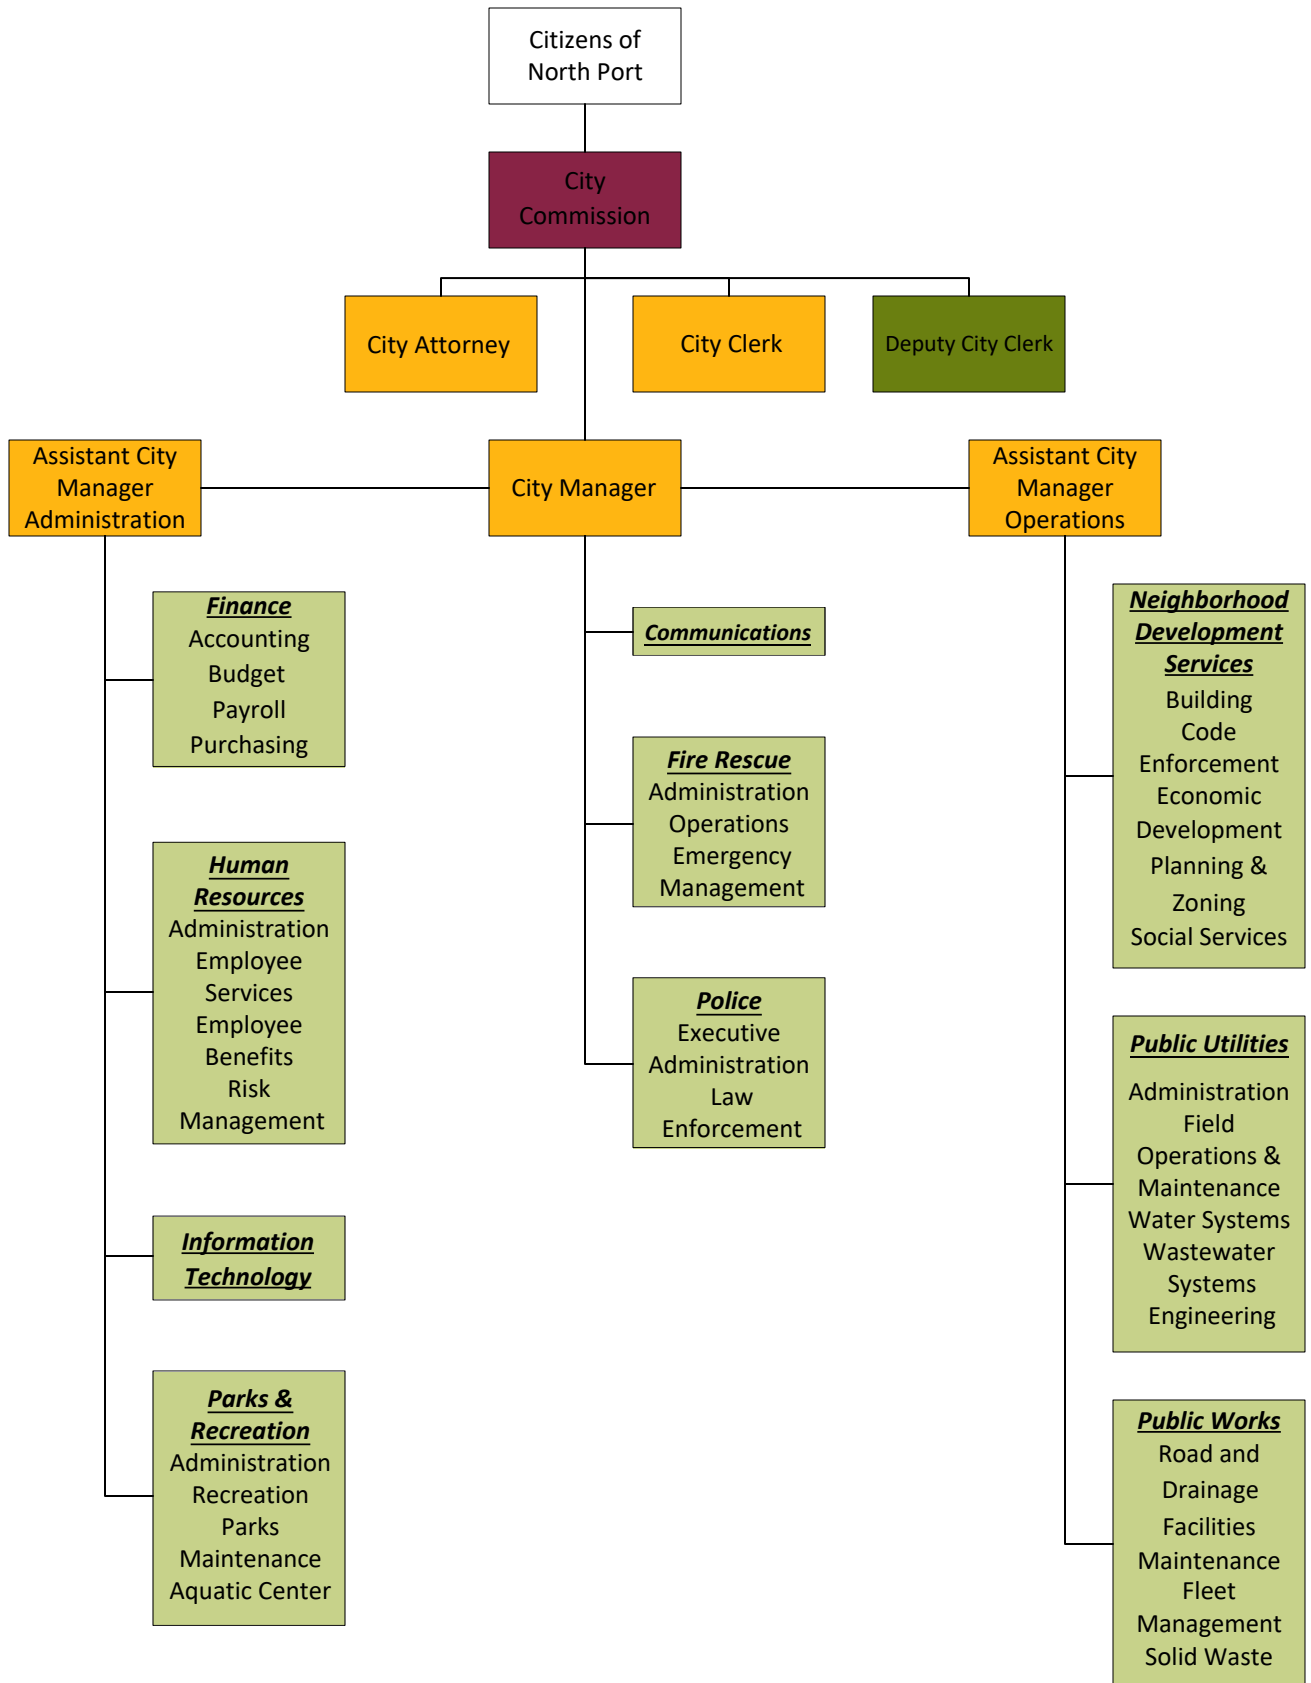 Citizens of
North Port
City
Commission
City Attorney
City Clerk
Deputy City Clerk
Assistant City
Manager
Administration
City Manager
Assistant City
Manager
Operations
Finance
Accounting
Budget
Payroll
Purchasing
Human
Resources
Administration
Employee
Services
Employee
Benefits
Risk
Management
Information
Technology
Parks &
Recreation
Administration
Recreation
Parks
Maintenance
Aquatic Center
Communications
Fire Rescue
Administration
Operations
Emergency
Management
Police
Executive
Administration
Law
Enforcement
Neighborhood
Development
Services
Building
Code
Enforcement
Economic
Development
Planning &
Zoning
Social Services
Public Utilities
Administration
Field
Operations &
Maintenance
Water Systems
Wastewater
Systems
Engineering
Public Works
Road and
Drainage
Facilities
Maintenance
Fleet
Management
Solid Waste